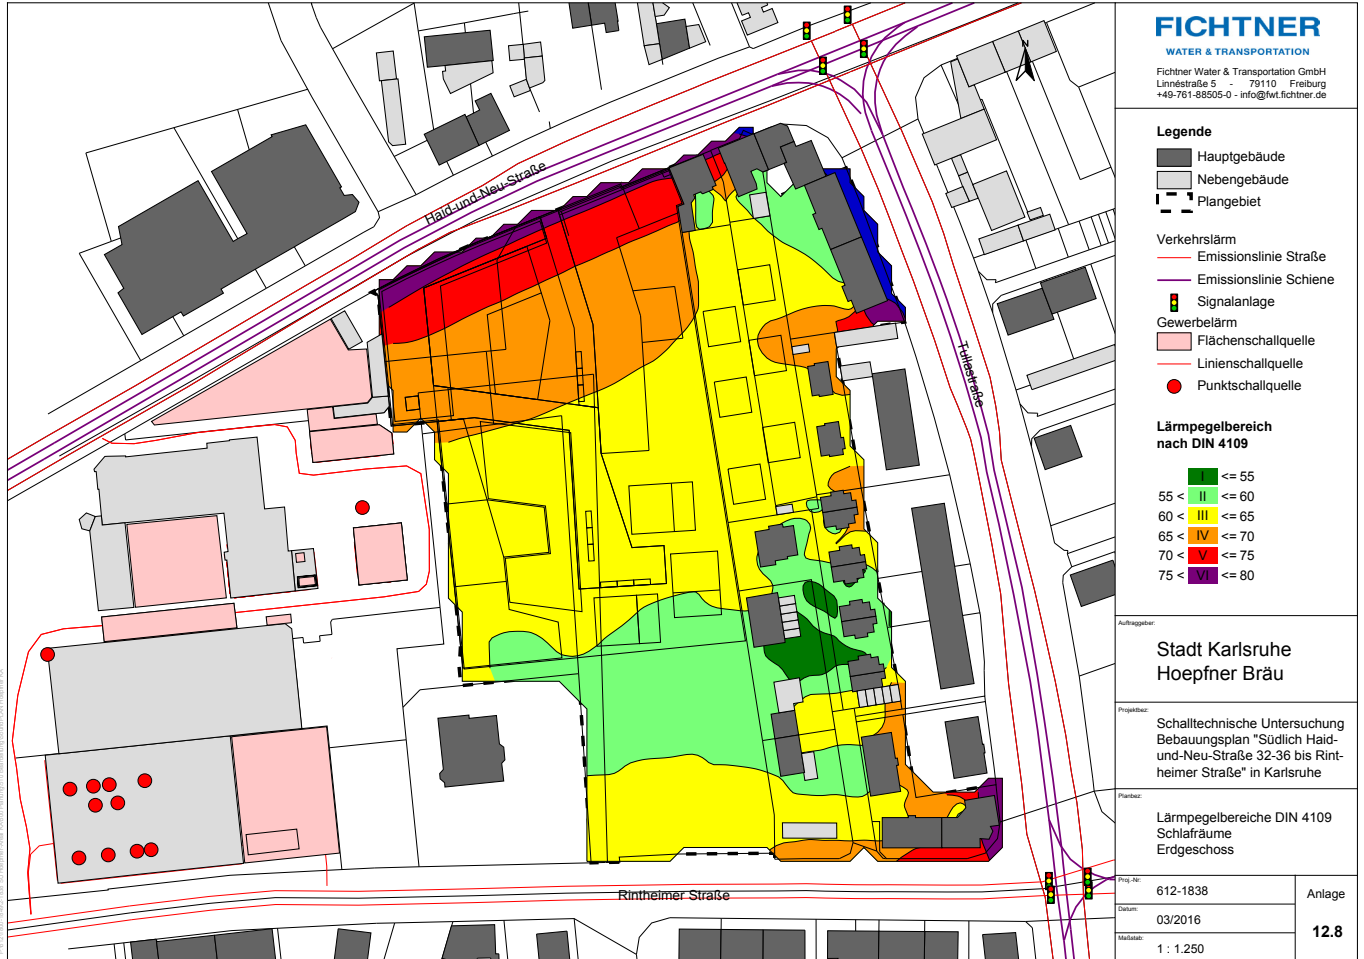 FICHTNER
WATER & TRANSPORTATION
Fichtner Water & Transportation GmbH
Linnéstraße 5 - 79110 Freiburg
+49-761-88505-0 - info@fwt.fichtner.de
N
Legende
Hauptgebäude
Nebengebäude
Plangebiet
Verkehrslärm
Emissionslinie Straße
Emissionslinie Schiene
Signalanlage
Gewerbelärm
Flächenschallquelle
Linienschallquelle
Punktschallquelle
Lärmpegelbereich
nach DIN 4109
I <= 55
55 < II <= 60
60 < III <= 65
65 < IV <= 70
70 < V <= 75
75 < VI <= 80
Auftraggeber:
Stadt Karlsruhe
Hoepfner Bräu
Projektbez:
Schalltechnische Untersuchung
Bebauungsplan "Südlich Haid-
und-Neu-Straße 32-36 bis Rint-
heimer Straße" in Karlsruhe
Planbez:
Lärmpegelbereiche DIN 4109
Schlafräume
Erdgeschoss
Proj.-Nr:
612-1838
Datum:
03/2016
Maßstab:
1 : 1.250
Anlage
12.8
Haid-und-Neu-Straße
Tullastraße
Rintheimer Straße